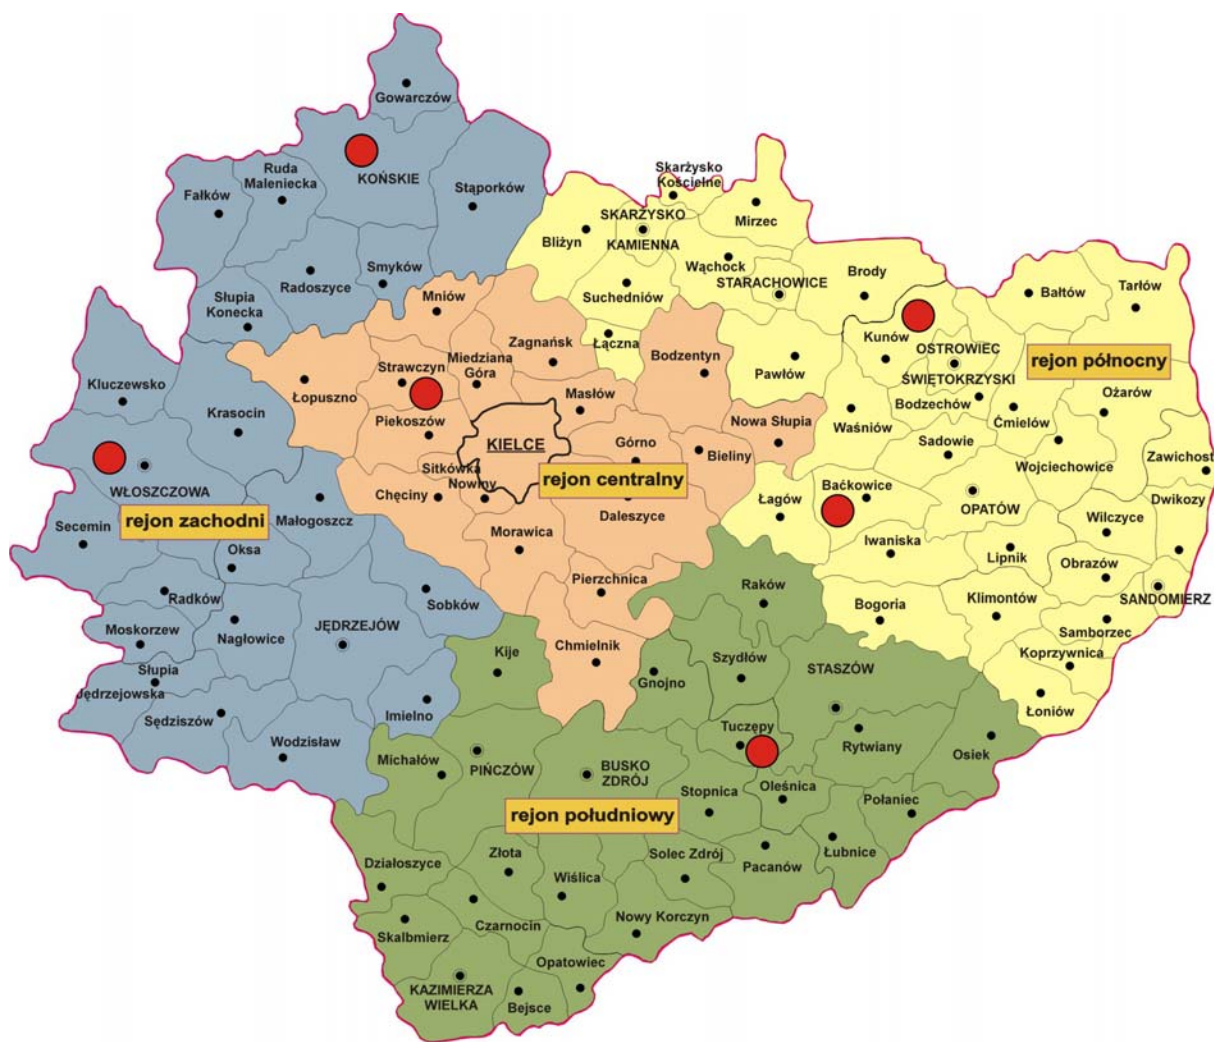 Gowarczów
KOŃSKIE
Ruda
Maleniecka
Fałków
Stąporków
Skarżysko
Kościelne
SKARŻYSKO
KAMIENNA
Mirzec
Bliżyn
Smyków
Radoszyce
Wąchock
Brody
STARACHOWICE
Suchedniów
Słupia
Konecka
Mniów
Bałtów
Tarłów
Kunów
OSTROWIEC
ŚWIĘTOKRZYSKI
rejon północny
Łączna
Zagnańsk
Bodzentyn
Miedziana
Góra
Strawczyn
Pawłów
Kluczewsko
Łopuszno
Masłów
Bodzechów
Ożarów
Krasocin
Piekoszów
KIELCE
Górno
Nowa Słupia
Waśniów
Ćmielów
Sadowie
Bieliny
Wojciechowice
Zawichost
WŁOSZCZOWA
Sitkówka
Nowiny
rejon centralny
Chęciny
Łagów
Baćkowice
OPATÓW
Dwikozy
rejon zachodni
Małogoszcz
Daleszyce
Wilczyce
Secemin
Morawica
Iwaniska
Lipnik
Obrazów
Oksa
Pierzchnica
Raków
Radków
Sobków
Bogoria
Klimontów
SANDOMIERZ
Moskorzew
Nagłowice
JĘDRZEJÓW
Samborzec
Chmielnik
Kije
Szydłów
STASZÓW
Koprzywnica
Słupia
Jędrzejowska
Gnojno
Imielno
Łoniów
Sędziszów
Tuczępy
Rytwiany
Osiek
Wodzisław
Michałów
PIŃCZÓW
BUSKO
ZDRÓJ
Stopnica
Oleśnica
Połaniec
rejon południowy
Działoszyce
Złota
Solec Zdrój
Łubnice
Wiślica
Pacanów
Czarnocin
Nowy Korczyn
Skalbmierz
Opatowiec
KAZIMIERZA
WIELKA
Bejsce